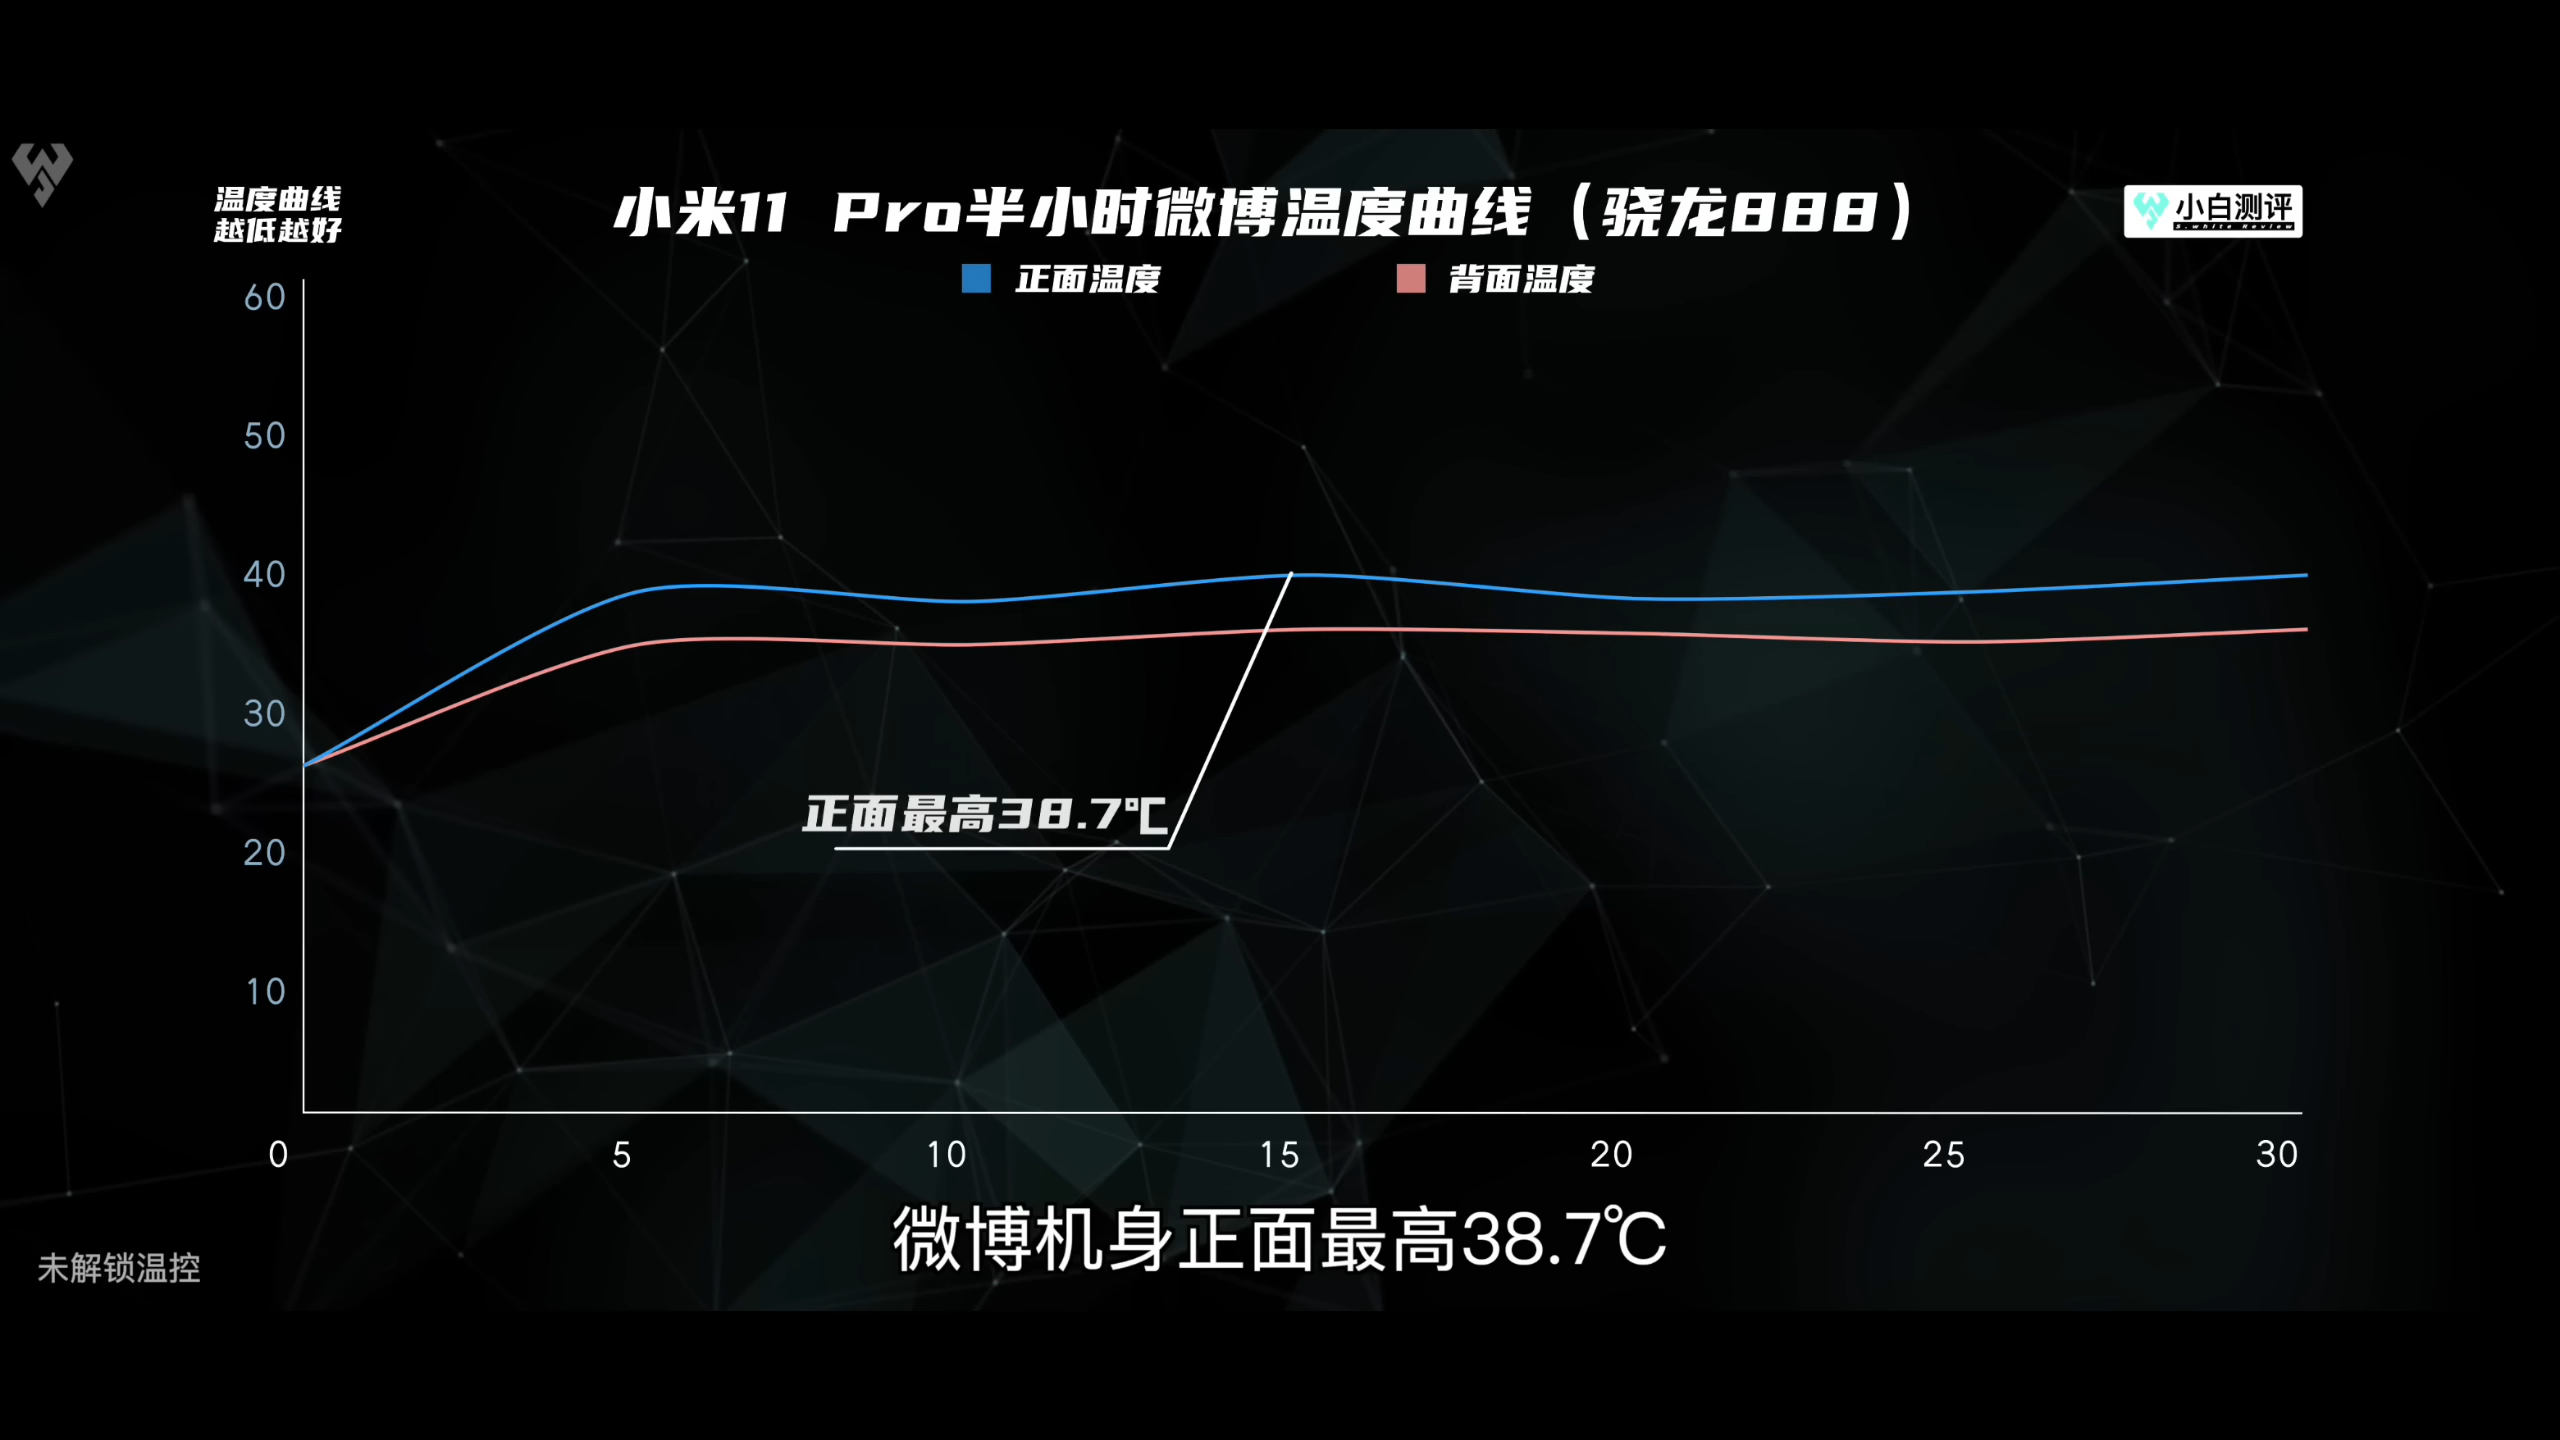 温度曲线
越低越好
小米11 Pro半小时微博温度曲线（骁龙888）
小白测评
S.white Review
正面温度
背面温度
60
50
40
30
20
10
正面最高38.7℃
0 5 10 15 20 25 30
微博机身正面最高38.7℃
未解锁温控